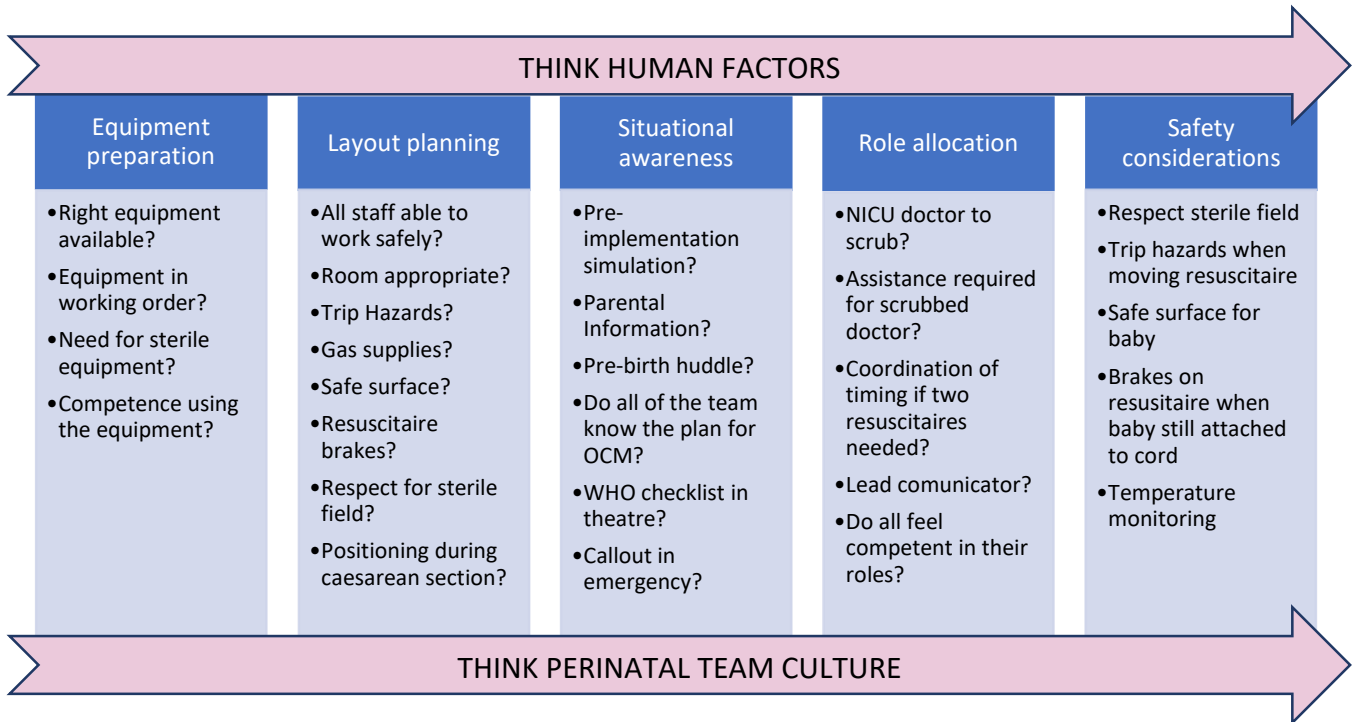 THINK HUMAN FACTORS
Equipment
preparation
•Right equipment
available?
•Equipment in
working order?
•Need for sterile
equipment?
•Competence using
the equipment?
Layout planning
•All staff able to
work safely?
•Room appropriate?
•Trip Hazards?
•Gas supplies?
•Safe surface?
•Resuscitaire
brakes?
•Respect for sterile
field?
•Positioning during
caesarean section?
Situational
awareness
•Pre-
implementation
simulation?
•Parental
Information?
•Pre-birth huddle?
•Do all of the team
know the plan for
OCM?
•WHO checklist in
theatre?
•Callout in
emergency?
Role allocation
•NICU doctor to
scrub?
•Assistance required
for scrubbed
doctor?
•Coordination of
timing if two
resuscitaires
needed?
•Lead comunicator?
•Do all feel
competent in their
roles?
Safety
considerations
•Respect sterile field
•Trip hazards when
moving resuscitaire
•Safe surface for
baby
•Brakes on
resusitaire when
baby still attached
to cord
•Temperature
monitoring
THINK PERINATAL TEAM CULTURE